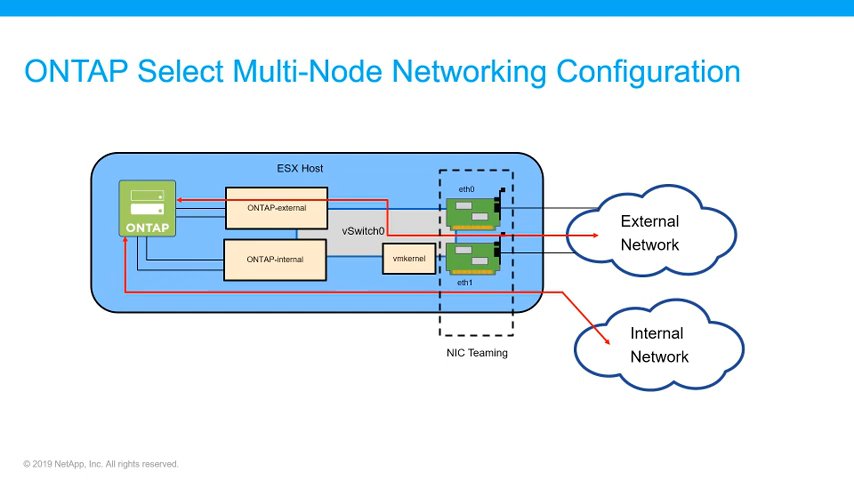 ONTAP Select Multi-Node Networking Configuration
ESX Host
ONTAP
ONTAP-external
ONTAP-internal
vSwitch0
vmkernel
eth0
eth1
NIC Teaming
External
Network
Internal
Network
© 2019 NetApp, Inc. All rights reserved.